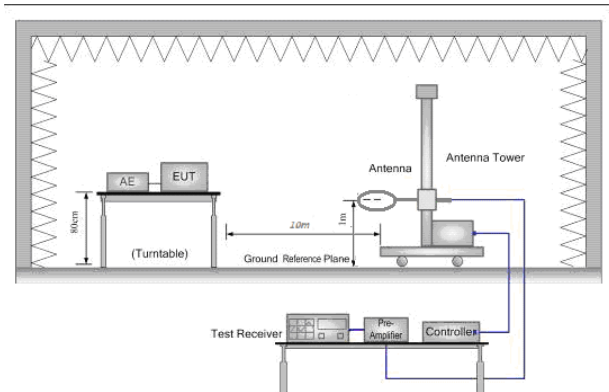 Antenna
Antenna Tower
AE
EUT
80cm
(Turntable)
10m
1m
Ground Reference Plane
Test Receiver
Pre-
Amplifier
Controller